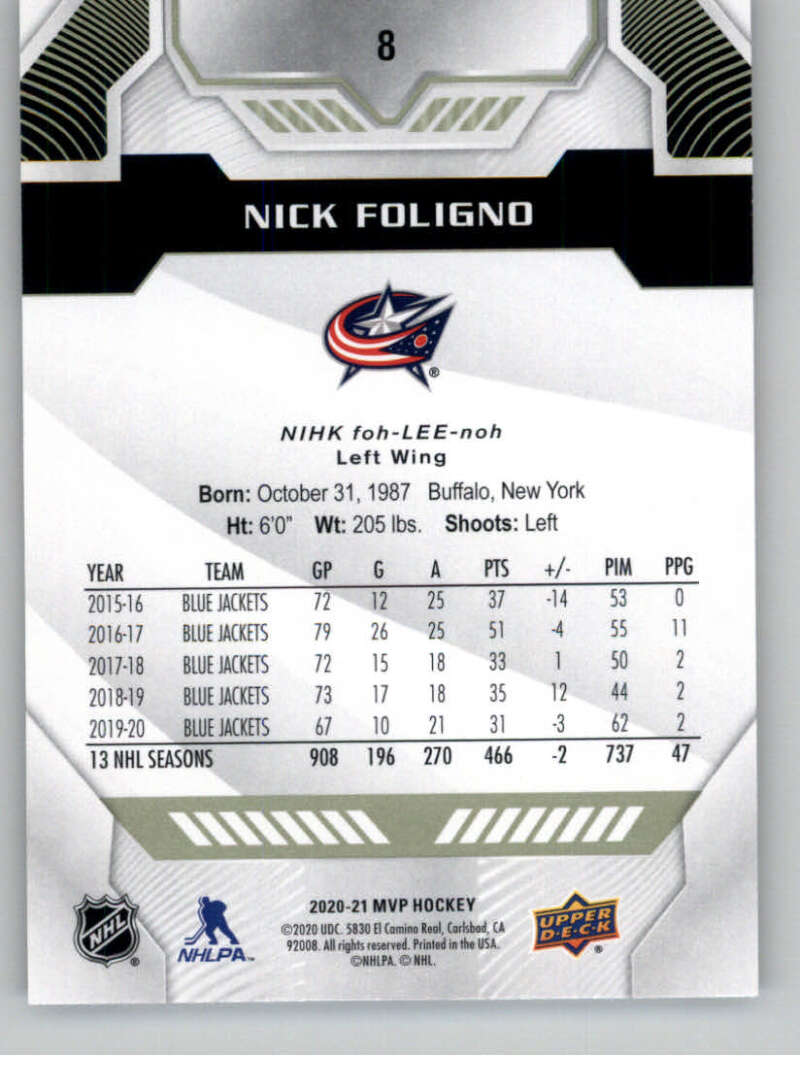 8
NICK FOLIGNO
®
NIHK foh-LEE-noh
Left Wing
Born: October 31, 1987 Buffalo, New York
Ht: 6'0" Wt: 205 lbs. Shoots: Left
YEAR TEAM GP G A PTS +/- PIM PPG
2015-16 BLUE JACKETS 72 12 25 37 -14 53 0
2016-17 BLUE JACKETS 79 26 25 51 -4 55 11
2017-18 BLUE JACKETS 72 15 18 33 1 50 2
2018-19 BLUE JACKETS 73 17 18 35 12 44 2
2019-20 BLUE JACKETS 67 10 21 31 -3 62 2
13 NHL SEASONS 908 196 270 466 -2 737 47
NHL ®
NHLPA™
2020-21 MVP HOCKEY
©2020 UDC. 5830 El Camino Real, Carlsbad, CA
92008. All rights reserved. Printed in the USA.
©NHLPA. © NHL.
UPPER
D·E·C·K
®